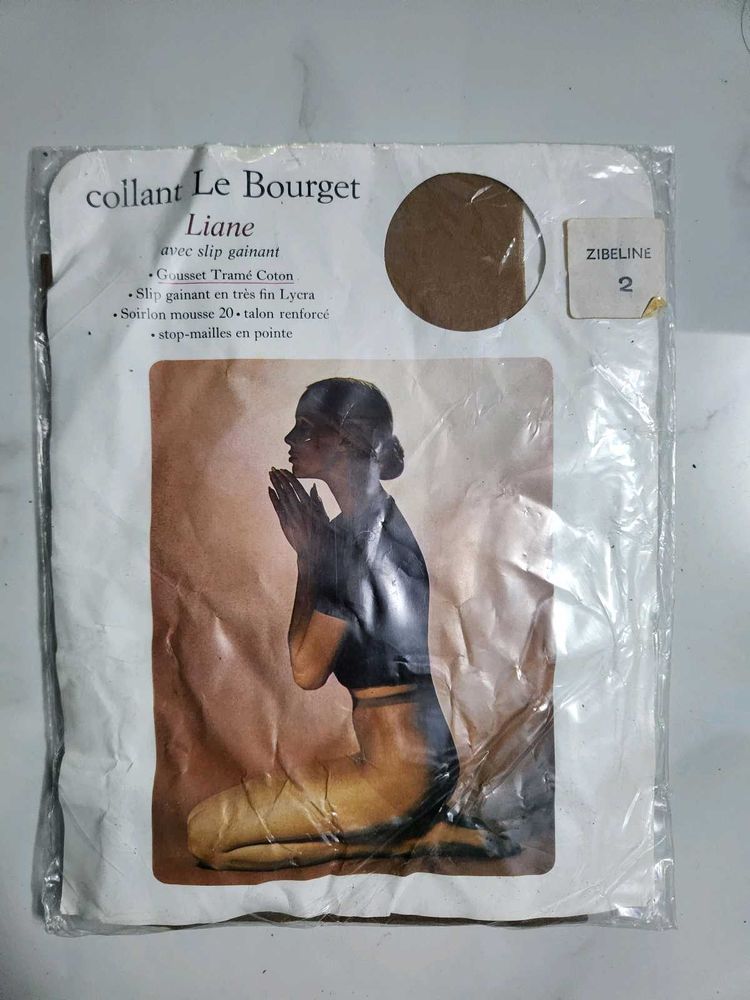 collant Le Bourget
Liane
avec slip gainant
• Gousset Tramé Coton
• Slip gainant en très fin Lycra
• Soirlon mousse 20 • talon renforcé
• stop-mailles en pointe
ZIBELINE
2